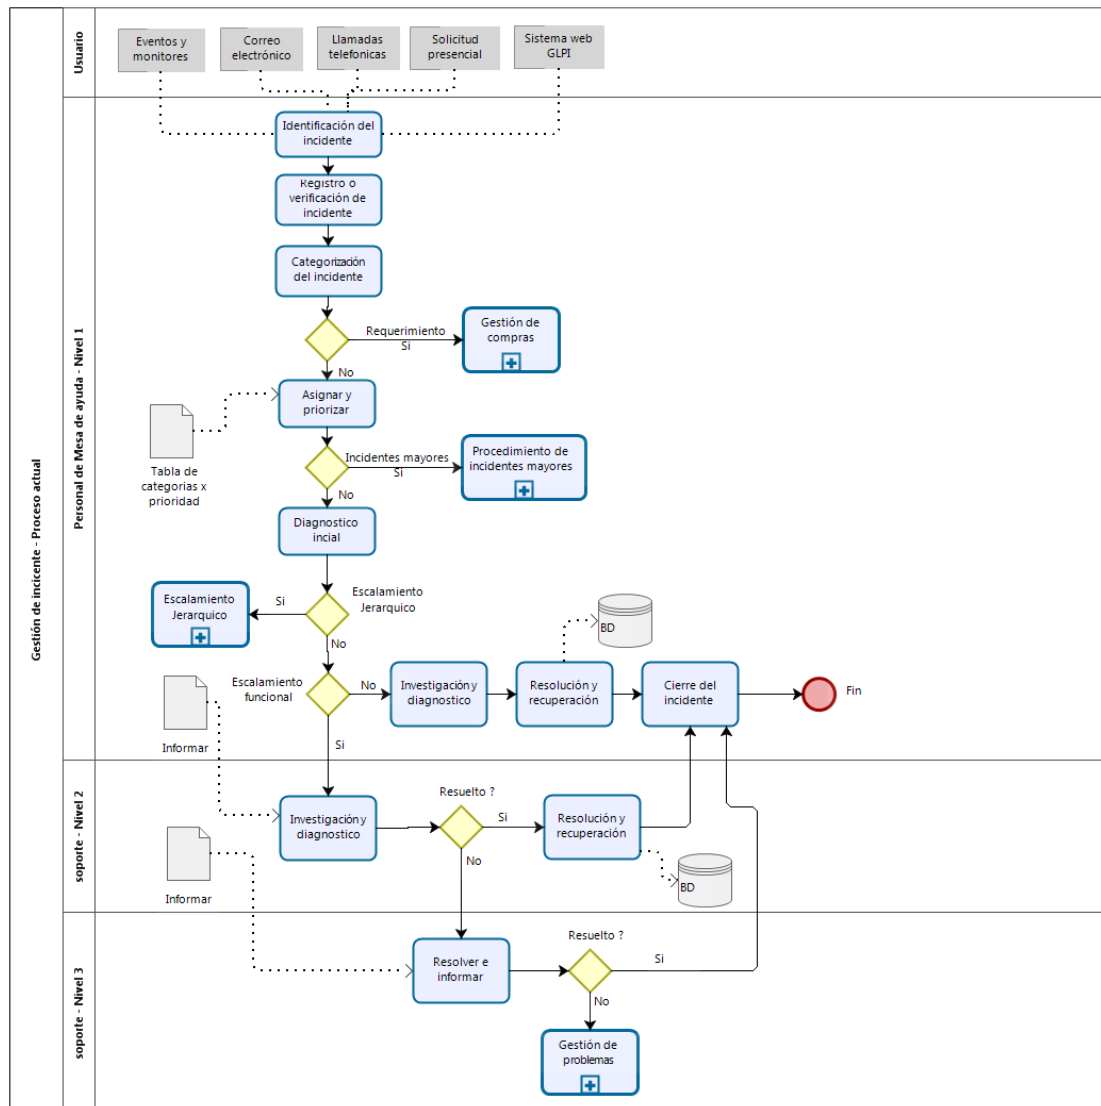 Gestión de incicente - Proceso actual
Usuario
Eventos y
monitores
Correo
electrónico
Llamadas
telefonicas
Solicitud
presencial
Sistema web
GLPI
Personal de Mesa de ayuda - Nivel 1
Identificación del
incidente
Registro o
verificación de
incidente
Categorización
del incidente
Requerimiento
Si
Gestión de
compras
No
Asignar y
priorizar
Tabla de
categorias x
prioridad
Incidentes mayores
Si
Procedimiento de
incidentes mayores
No
Diagnostico
incial
Escalamiento
Jerarquico
Si
Escalamiento
Jerarquico
No
Escalamiento
funcional
No
Investigación y
diagnostico
Resolución y
recuperación
BD
Cierre del
incidente
Fin
Informar
Si
soporte - Nivel 2
Investigación y
diagnostico
Resuelto ?
Si
Resolución y
recuperación
No
BD
Informar
soporte - Nivel 3
Resolver e
informar
Resuelto ?
Si
No
Gestión de
problemas